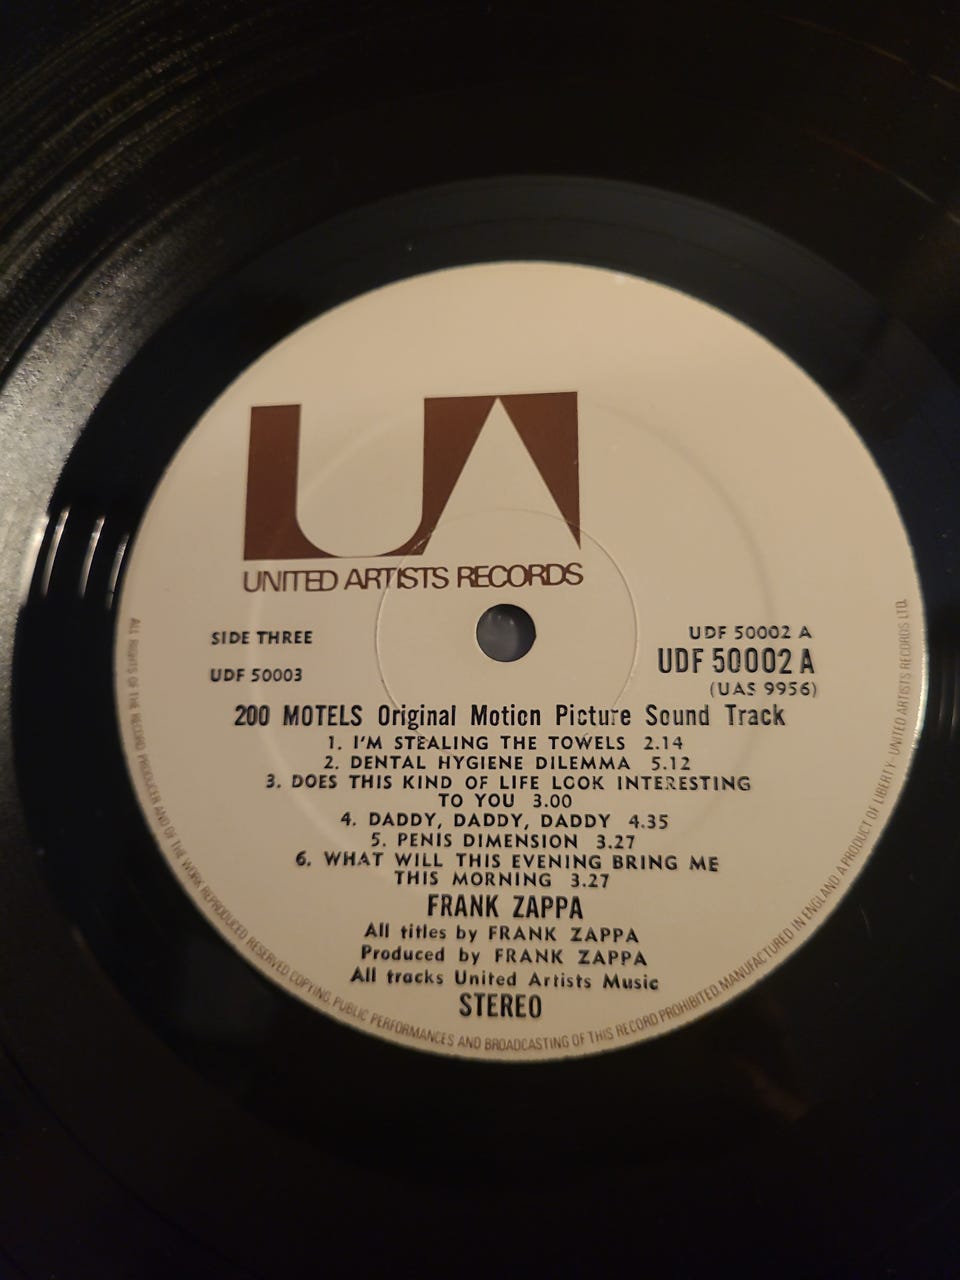 UA
UNITED ARTISTS RECORDS
SIDE THREE
UDF 50003
UDF 50002 A
UDF 50002 A
(UAS 9956)
200 MOTELS Original Motion Picture Sound Track
1. I'M STEALING THE TOWELS 2.14
2. DENTAL HYGIENE DILEMMA 5.12
3. DOES THIS KIND OF LIFE LOOK INTERESTING
TO YOU 3.00
4. DADDY, DADDY, DADDY 4.35
5. PENIS DIMENSION 3.27
6. WHAT WILL THIS EVENING BRING ME
THIS MORNING 3.27
FRANK ZAPPA
All titles by FRANK ZAPPA
Produced by FRANK ZAPPA
All tracks United Artists Music
STEREO
ALL RIGHTS OF THE RECORD PRODUCER AND OF THE WORK REPRODUCED RESERVED COPYING, PUBLIC PERFORMANCES AND BROADCASTING OF THIS RECORD PROHIBITED. MANUFACTURED IN ENGLAND A PRODUCT OF LIBERTY-UNITED ARTISTS RECORDS LTD.